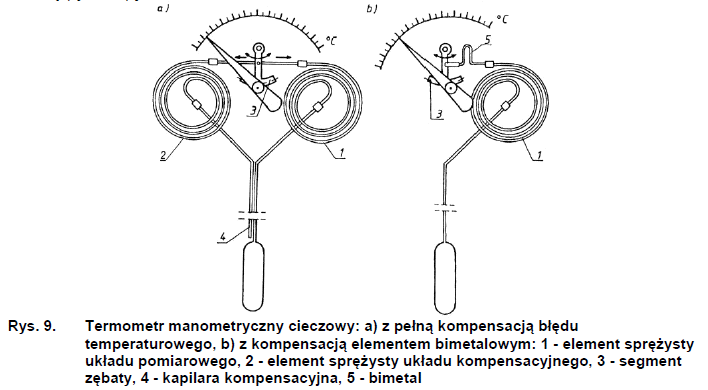 a)
°C
3
2
1
4
b)
°C
5
3
1
Rys. 9. Termometr manometryczny cieczowy: a) z pełną kompensacją błędu
temperaturowego, b) z kompensacją elementem bimetalowym: 1 - element sprężysty
układu pomiarowego, 2 - element sprężysty układu kompensacyjnego, 3 - segment
zębaty, 4 - kapilara kompensacyjna, 5 - bimetal